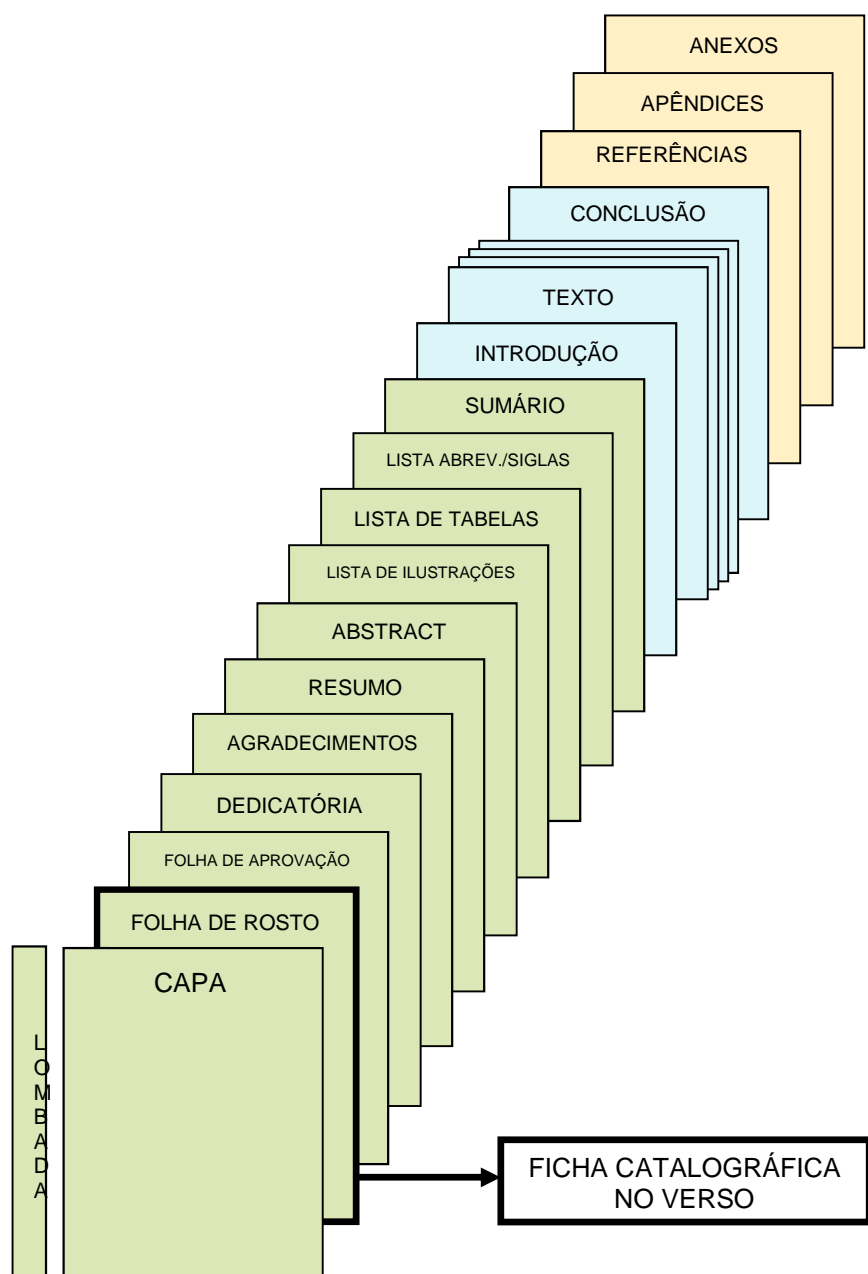 ANEXOS
APÊNDICES
REFERÊNCIAS
CONCLUSÃO
TEXTO
INTRODUÇÃO
SUMÁRIO
LISTA ABREV./SIGLAS
LISTA DE TABELAS
LISTA DE ILUSTRAÇÕES
ABSTRACT
RESUMO
AGRADECIMENTOS
DEDICATÓRIA
FOLHA DE APROVAÇÃO
FOLHA DE ROSTO
CAPA
LOMBADA
FICHA CATALOGRÁFICA
NO VERSO